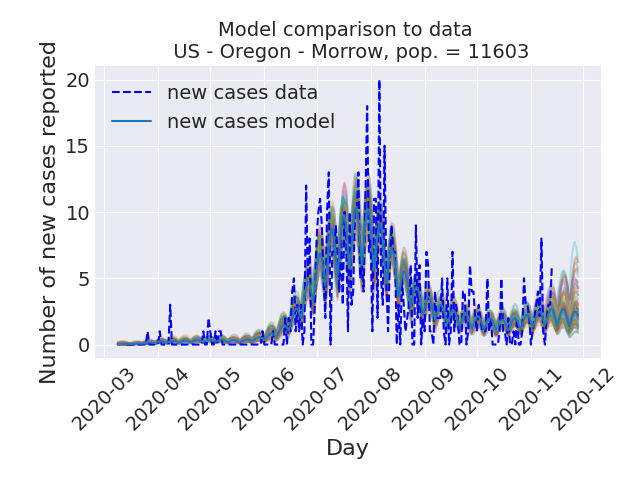 Model comparison to data
US - Oregon - Morrow, pop. = 11603
Number of new cases reported
20
15
10
5
0
new cases data
new cases model
2020-03
2020-04
2020-05
2020-06
2020-07
2020-08
2020-09
2020-10
2020-11
2020-12
Day